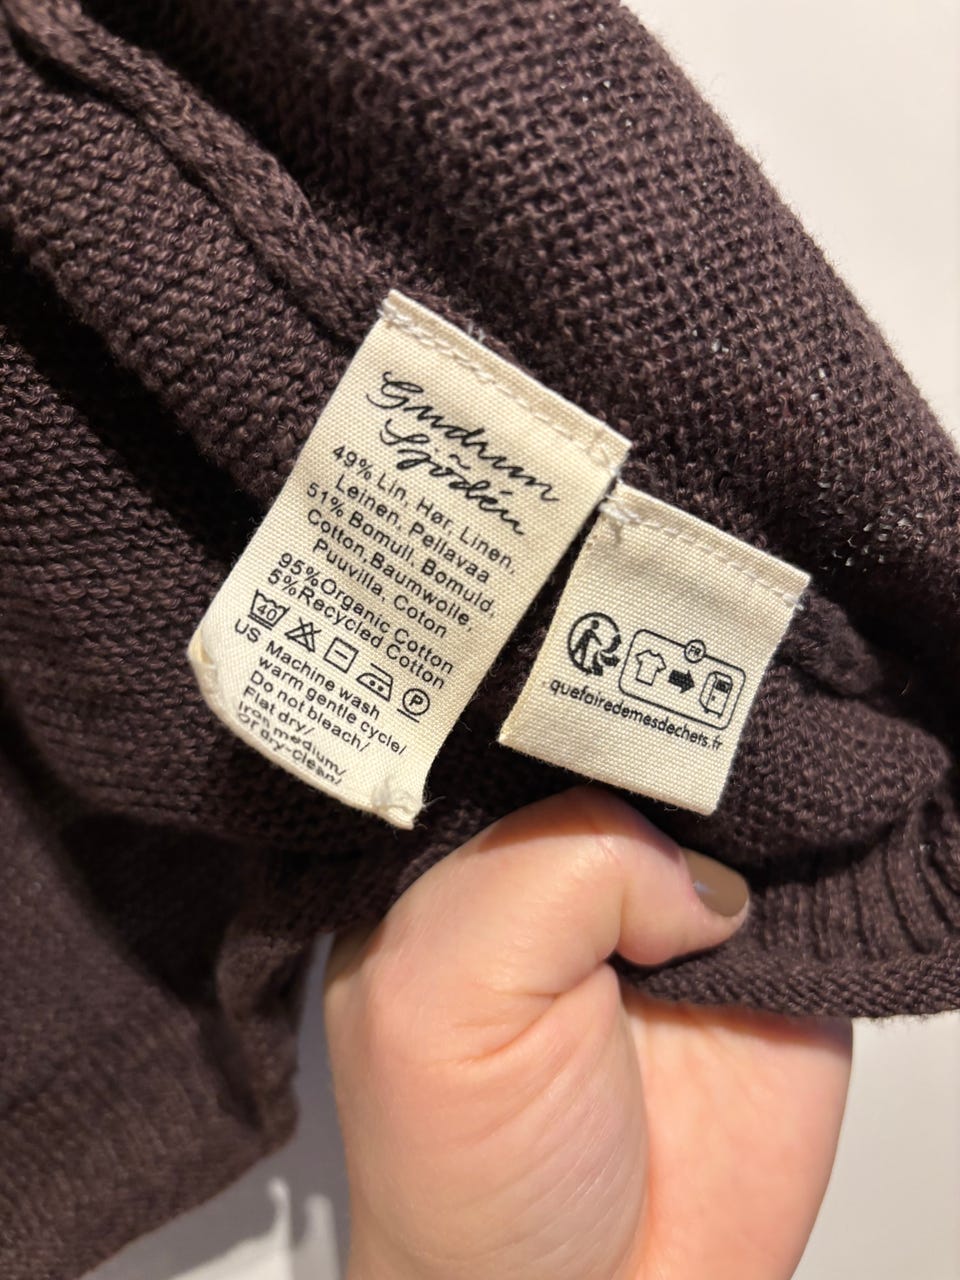 Gudrun
Sjödén
49% Lin, Hør, Linen,
Leinen, Pellavaa
51% Bomull, Bomuld,
Cotton,Baumwolle,
Puuvilla, Coton
95%Organic Cotton
5%Recycled Cotton
40 P
US Machine wash
warm gentle cycle/
Do not bleach/
Flat dry/
Iron medium/
or dry-clean/
FR
quefairedemesdechets.fr